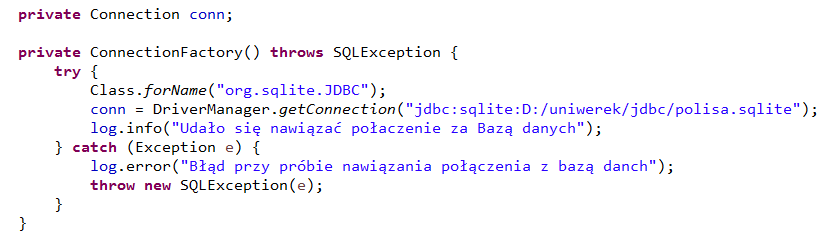 private Connection conn;
private ConnectionFactory() throws SQLException {
try {
Class.forName("org.sqlite.JDBC");
conn = DriverManager.getConnection("jdbc:sqlite:D:/uniwerek/jdbc/polisa.sqlite");
log.info("Udało się nawiązać połaczenie za Bazą danych");
} catch (Exception e) {
log.error("Błąd przy próbie nawiązania połączenia z bazą danch");
throw new SQLException(e);
}
}